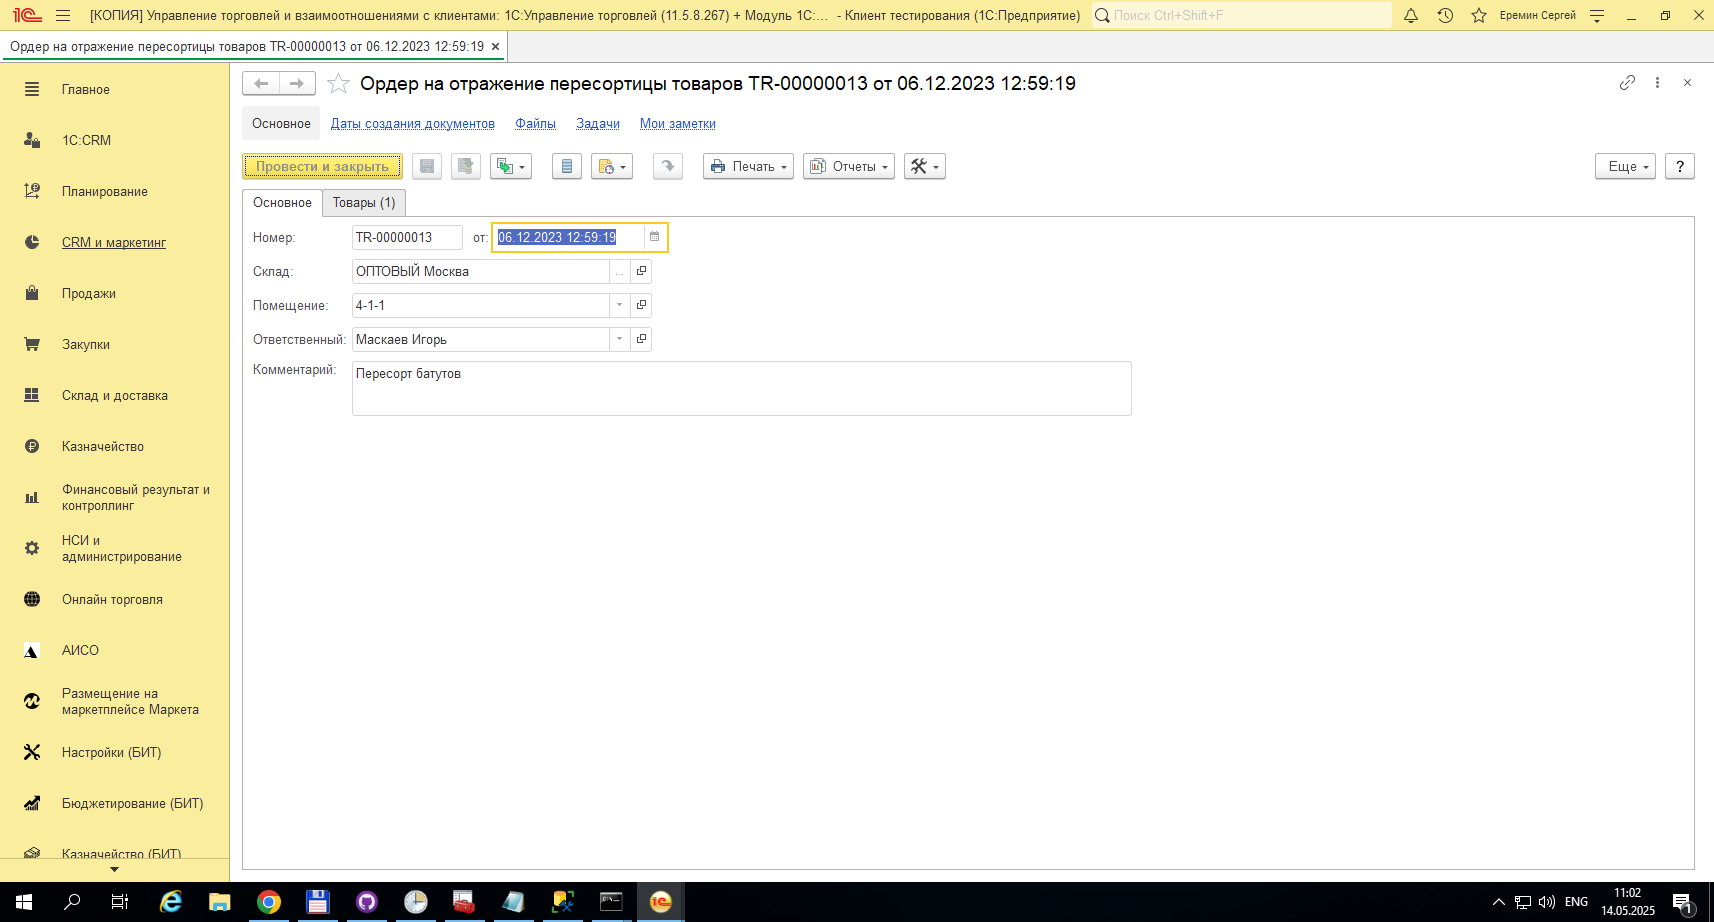 [КОПИЯ] Управление торговлей и взаимоотношениями с клиентами: 1С:Управление торговлей (11.5.8.267) + Модуль 1С:... - Клиент тестирования (1С:Предприятие)
Поиск Ctrl+Shift+F
Еремин Сергей
Ордер на отражение пересортицы товаров TR-00000013 от 06.12.2023 12:59:19
Главное
1С:CRM
Планирование
CRM и маркетинг
Продажи
Закупки
Склад и доставка
Казначейство
Финансовый результат и
контроллинг
НСИ и
администрирование
Онлайн торговля
АИСО
Размещение на
маркетплейсе Маркета
Настройки (БИТ)
Бюджетирование (БИТ)
Казначейство (БИТ)
Ордер на отражение пересортицы товаров TR-00000013 от 06.12.2023 12:59:19
Основное Даты создания документов Файлы Задачи Мои заметки
Провести и закрыть Печать Отчеты Еще ?
Основное Товары (1)
Номер: TR-00000013 от: 06.12.2023 12:59:19
Склад: ОПТОВЫЙ Москва ...
Помещение: 4-1-1
Ответственный: Маскаев Игорь
Комментарий: Пересорт батутов
ENG
11:02
14.05.2025
1